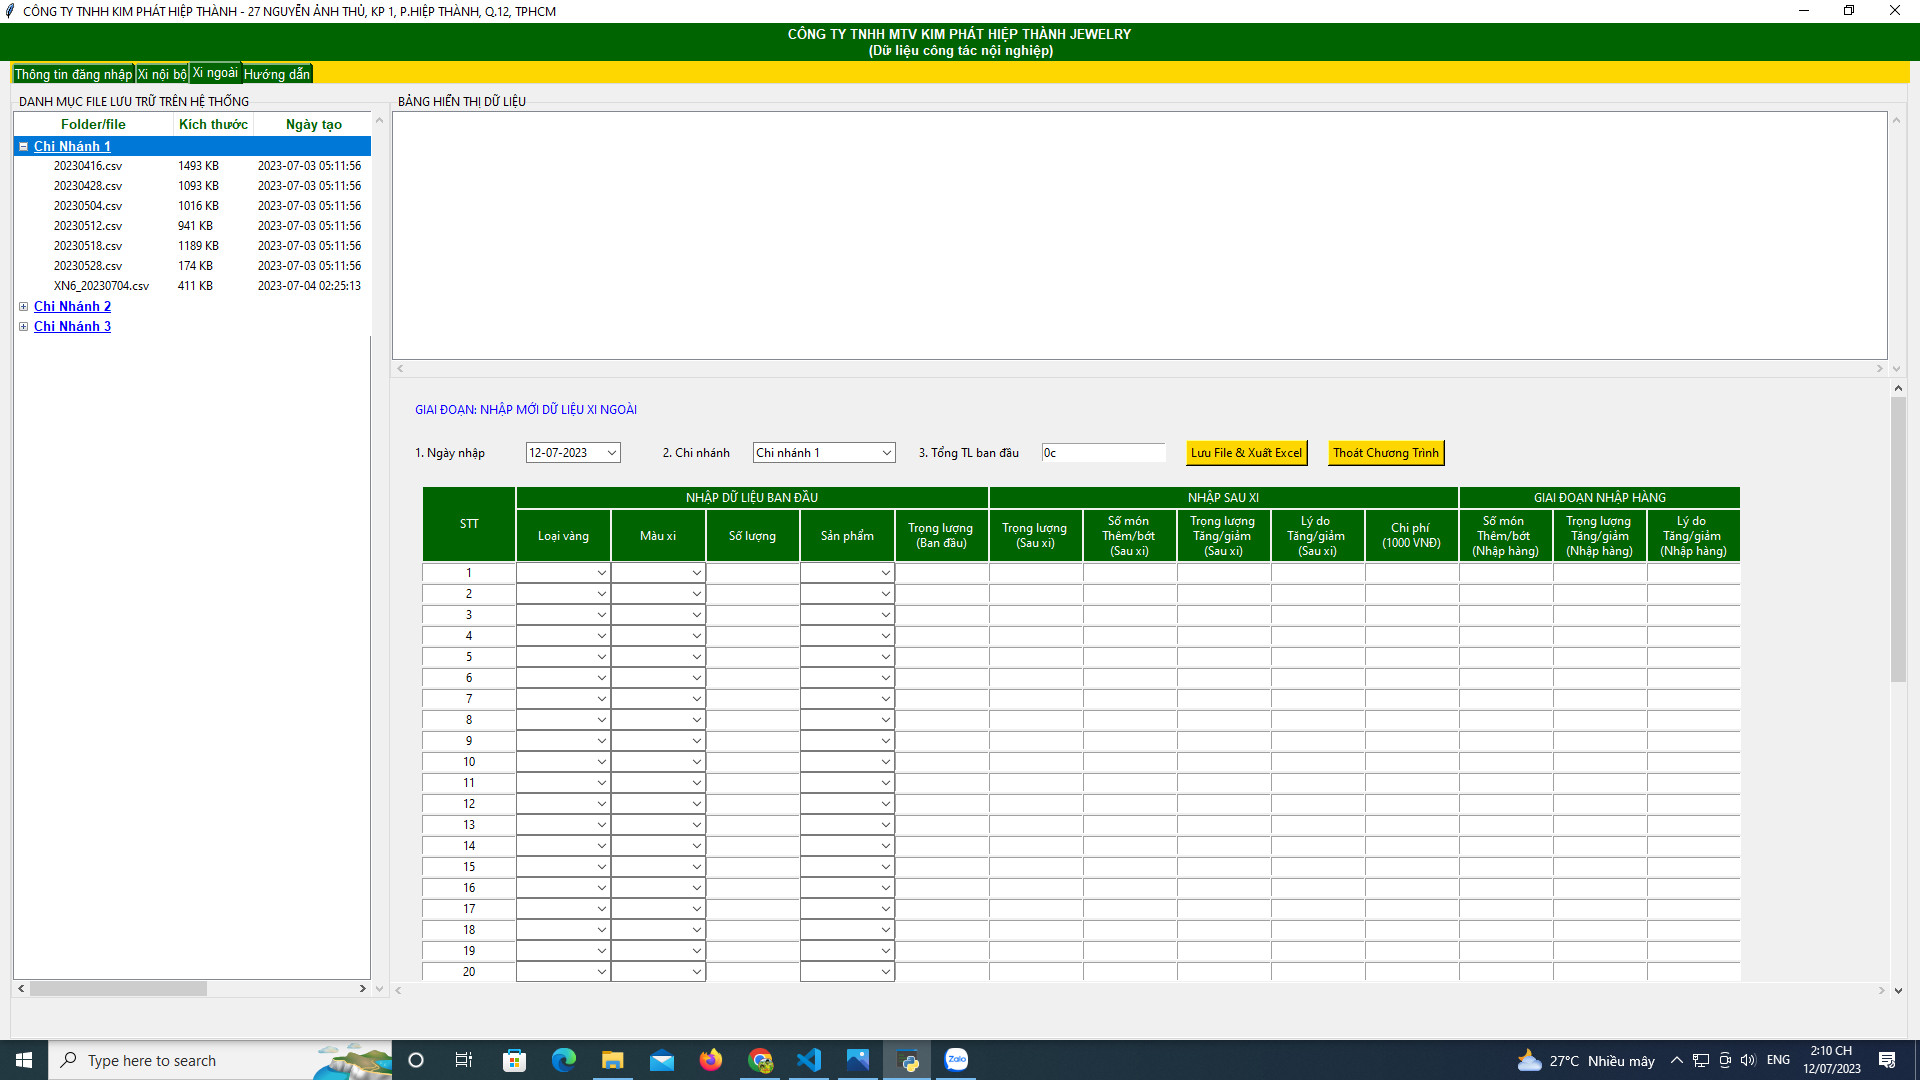 CÔNG TY TNHH KIM PHÁT HIỆP THÀNH - 27 NGUYỄN ẢNH THỦ, KP 1, P.HIỆP THÀNH, Q.12, TPHCM
CÔNG TY TNHH MTV KIM PHÁT HIỆP THÀNH JEWELRY
(Dữ liệu công tác nội nghiệp)
Thông tin đăng nhập Xi nội bộ Xi ngoài Hướng dẫn
DANH MỤC FILE LƯU TRỮ TRÊN HỆ THỐNG
Folder/file Kích thước Ngày tạo
Chi Nhánh 1
20230416.csv 1493 KB 2023-07-03 05:11:56
20230428.csv 1093 KB 2023-07-03 05:11:56
20230504.csv 1016 KB 2023-07-03 05:11:56
20230512.csv 941 KB 2023-07-03 05:11:56
20230518.csv 1189 KB 2023-07-03 05:11:56
20230528.csv 174 KB 2023-07-03 05:11:56
XN6_20230704.csv 411 KB 2023-07-04 02:25:13
Chi Nhánh 2
Chi Nhánh 3
BẢNG HIỂN THỊ DỮ LIỆU
GIAI ĐOẠN: NHẬP MỚI DỮ LIỆU XI NGOÀI
1. Ngày nhập 12-07-2023 2. Chi nhánh Chi nhánh 1 3. Tổng TL ban đầu 0c Lưu File & Xuất Excel Thoát Chương Trình
STT
NHẬP DỮ LIỆU BAN ĐẦU
NHẬP SAU XI
GIAI ĐOẠN NHẬP HÀNG
Loại vàng
Màu xi
Số lượng
Sản phẩm
Trọng lượng
(Ban đầu)
Trọng lượng
(Sau xi)
Số món
Thêm/bớt
(Sau xi)
Trọng lượng
Tăng/giảm
(Sau xi)
Lý do
Tăng/giảm
(Sau xi)
Chi phí
(1000 VNĐ)
Số món
Thêm/bớt
(Nhập hàng)
Trọng lượng
Tăng/giảm
(Nhập hàng)
Lý do
Tăng/giảm
(Nhập hàng)
1
2
3
4
5
6
7
8
9
10
11
12
13
14
15
16
17
18
19
20
Type here to search
Zalo
27°C Nhiều mây
ENG
2:10 CH
12/07/2023